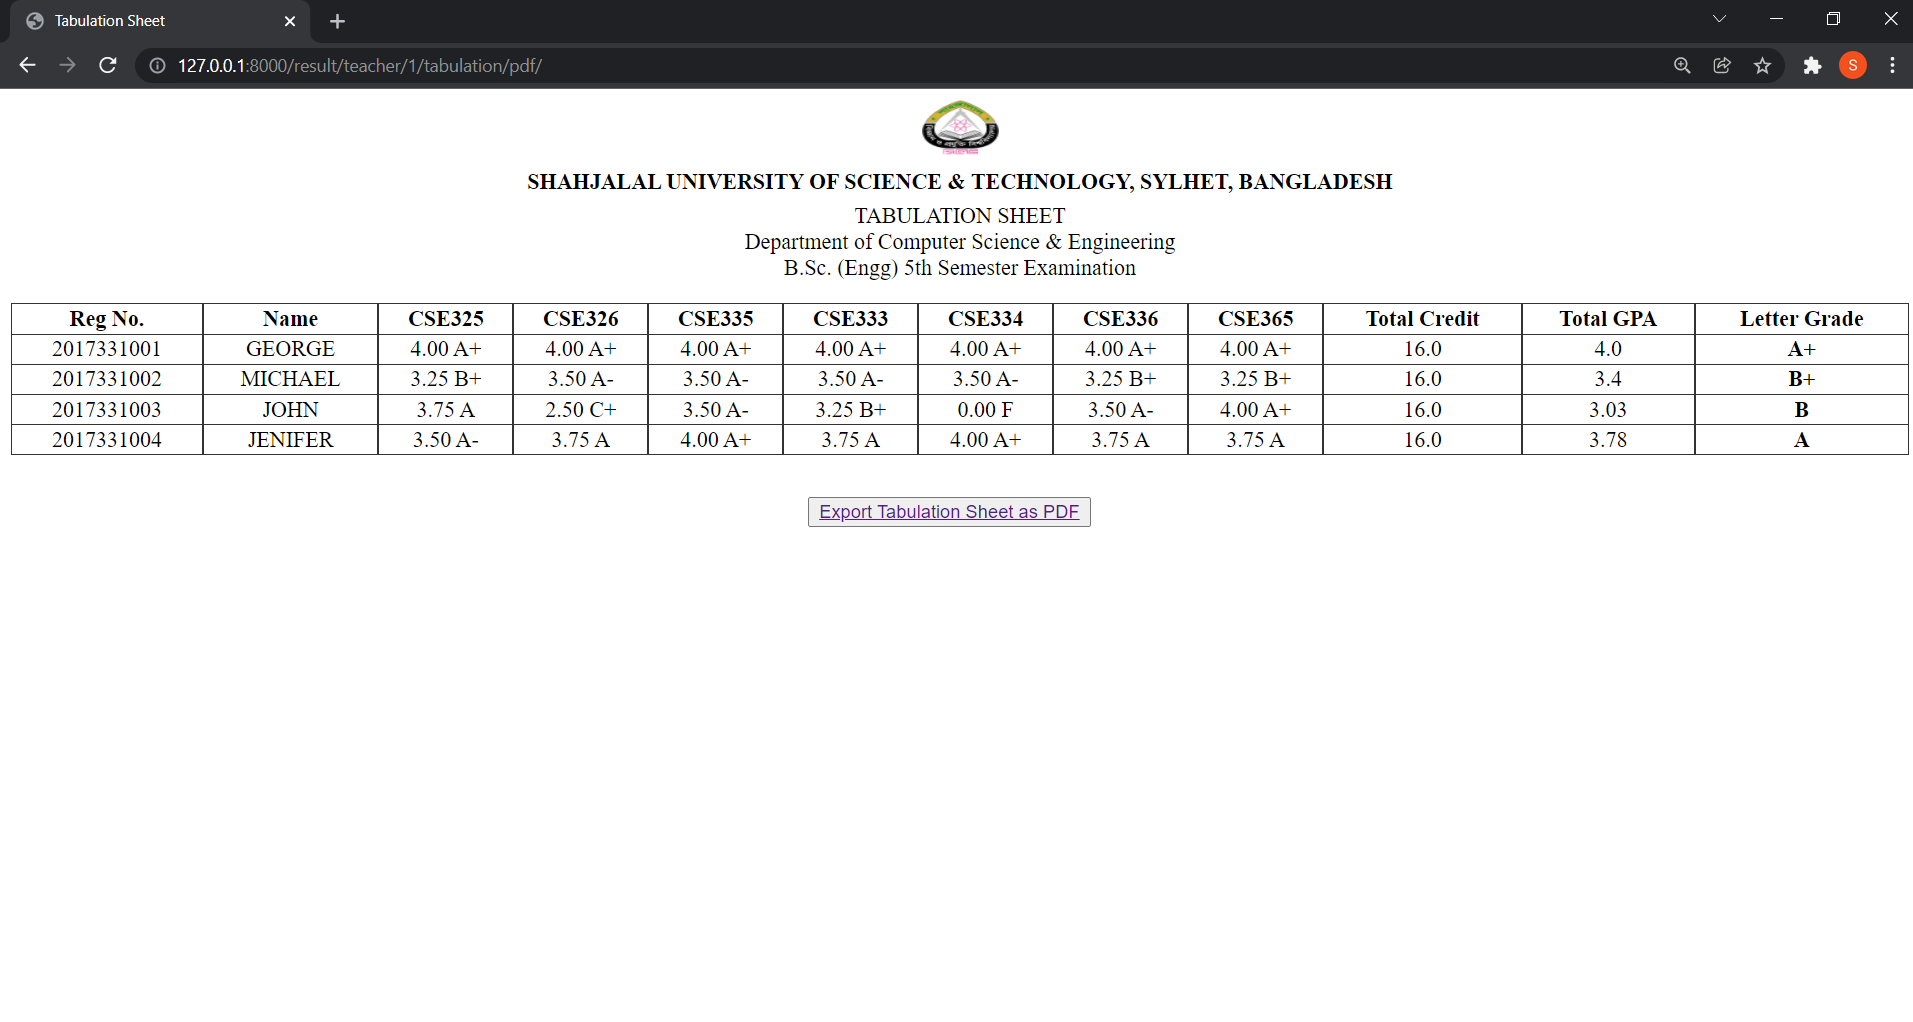 Tabulation Sheet
127.0.0.1:8000/result/teacher/1/tabulation/pdf/
S
SHAHJALAL UNIVERSITY OF SCIENCE & TECHNOLOGY, SYLHET, BANGLADESH
TABULATION SHEET
Department of Computer Science & Engineering
B.Sc. (Engg) 5th Semester Examination
Reg No. Name CSE325 CSE326 CSE335 CSE333 CSE334 CSE336 CSE365 Total Credit Total GPA Letter Grade
2017331001 GEORGE 4.00 A+ 4.00 A+ 4.00 A+ 4.00 A+ 4.00 A+ 4.00 A+ 4.00 A+ 16.0 4.0 A+
2017331002 MICHAEL 3.25 B+ 3.50 A- 3.50 A- 3.50 A- 3.50 A- 3.25 B+ 3.25 B+ 16.0 3.4 B+
2017331003 JOHN 3.75 A 2.50 C+ 3.50 A- 3.25 B+ 0.00 F 3.50 A- 4.00 A+ 16.0 3.03 B
2017331004 JENIFER 3.50 A- 3.75 A 4.00 A+ 3.75 A 4.00 A+ 3.75 A 3.75 A 16.0 3.78 A
Export Tabulation Sheet as PDF